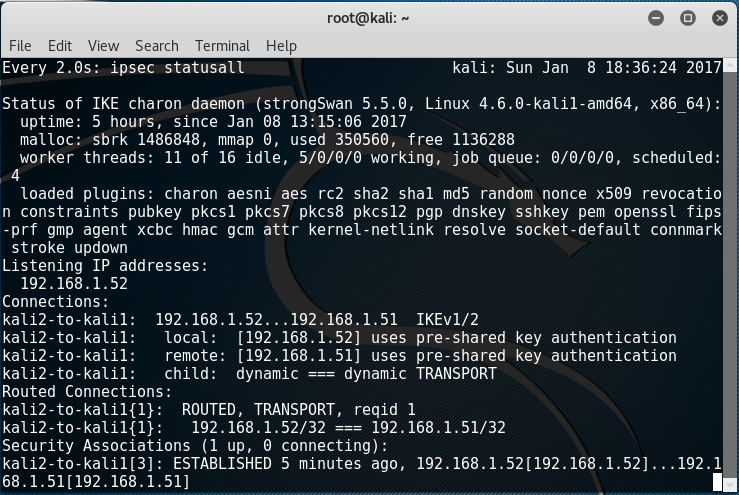 root@kali: ~
File Edit View Search Terminal Help
Every 2.0s: ipsec statusall kali: Sun Jan  8 18:36:24 2017
Status of IKE charon daemon (strongSwan 5.5.0, Linux 4.6.0-kali1-amd64, x86_64):
  uptime: 5 hours, since Jan 08 13:15:06 2017
  malloc: sbrk 1486848, mmap 0, used 350560, free 1136288
  worker threads: 11 of 16 idle, 5/0/0/0 working, job queue: 0/0/0/0, scheduled:
 4
  loaded plugins: charon aesni aes rc2 sha2 sha1 md5 random nonce x509 revocatio
n constraints pubkey pkcs1 pkcs7 pkcs8 pkcs12 pgp dnskey sshkey pem openssl fips
-prf gmp agent xcbc hmac gcm attr kernel-netlink resolve socket-default connmark
 stroke updown
Listening IP addresses:
  192.168.1.52
Connections:
kali2-to-kali1:  192.168.1.52...192.168.1.51  IKEv1/2
kali2-to-kali1:   local:  [192.168.1.52] uses pre-shared key authentication
kali2-to-kali1:   remote: [192.168.1.51] uses pre-shared key authentication
kali2-to-kali1:   child:  dynamic === dynamic TRANSPORT
Routed Connections:
kali2-to-kali1{1}:  ROUTED, TRANSPORT, reqid 1
kali2-to-kali1{1}:   192.168.1.52/32 === 192.168.1.51/32
Security Associations (1 up, 0 connecting):
kali2-to-kali1[3]: ESTABLISHED 5 minutes ago, 192.168.1.52[192.168.1.52]...192.1
68.1.51[192.168.1.51]